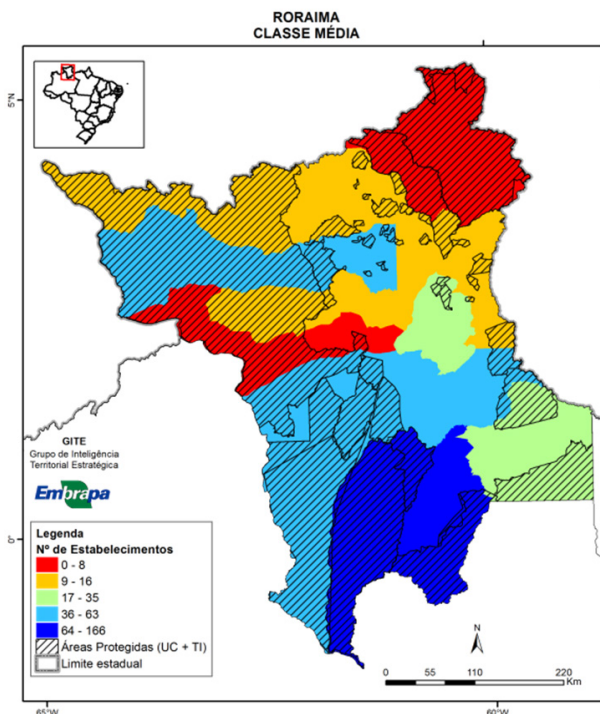 RORAIMA
CLASSE MÉDIA
5°N
GITE
Grupo de Inteligência
Territorial Estratégica
Embrapa
Legenda
Nº de Estabelecimentos
0 - 8
9 - 16
17 - 35
36 - 63
64 - 166
Áreas Protegidas (UC + TI)
Limite estadual
0°
N
0 55 110 220
Km
65°W 60°W